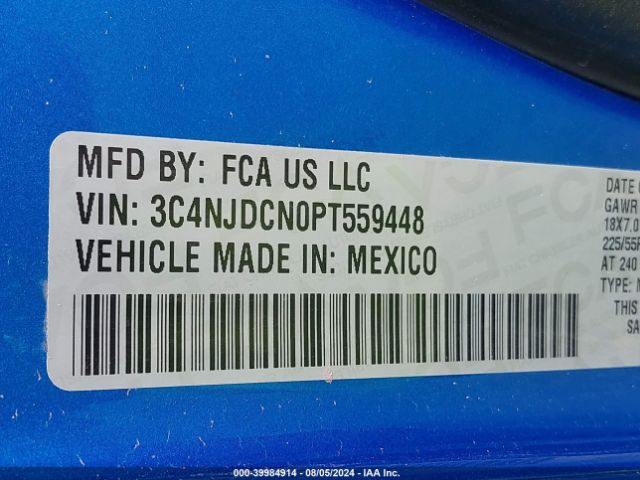 MFD BY: FCA US LLC
VIN: 3C4NJDCN0PT559448
VEHICLE MADE IN: MEXICO
DATE
GAWR
18X7.0
225/55R
AT 240
TYPE:
THIS
000-39984914 - 08/05/2024 - IAA Inc.